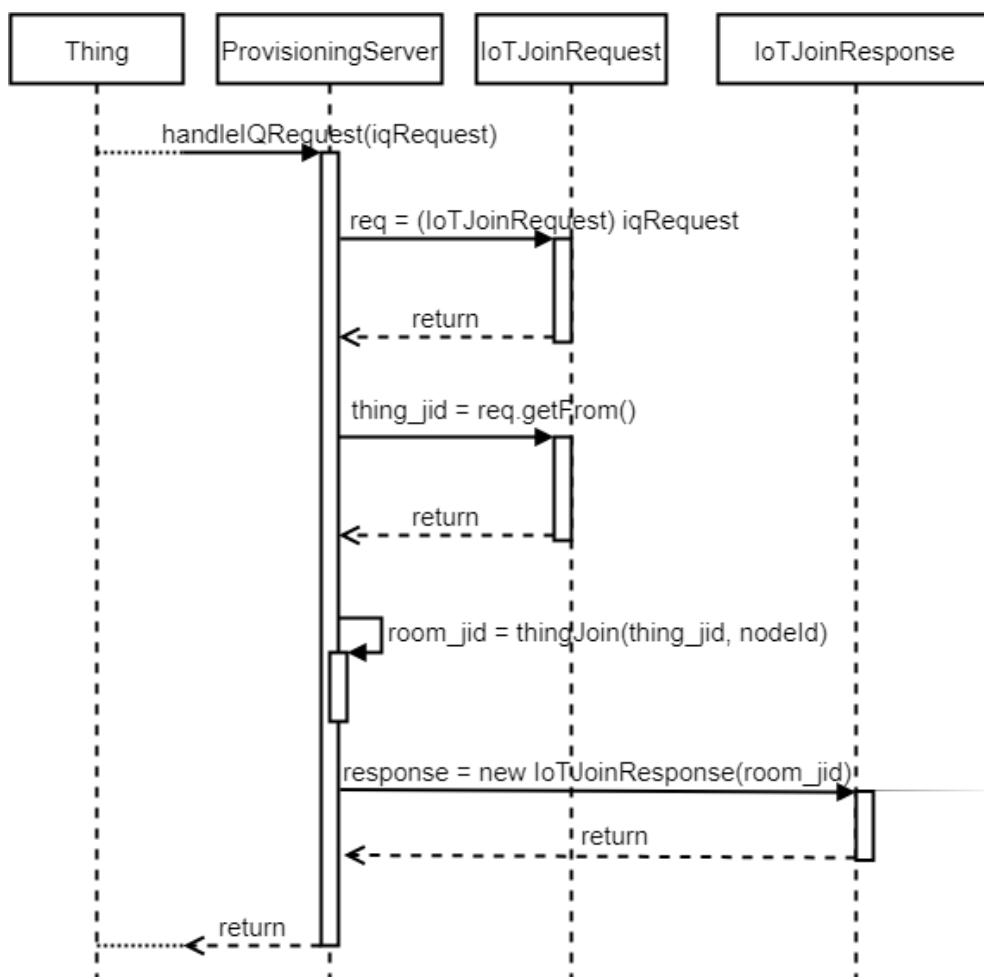 Thing
ProvisioningServer
IoTJoinRequest
IoTJoinResponse
handleIQRequest(iqRequest)
req = (IoTJoinRequest) iqRequest
return
thing_jid = req.getFrom()
return
room_jid = thingJoin(thing_jid, nodeId)
response = new IoTJoinResponse(room_jid)
return
return